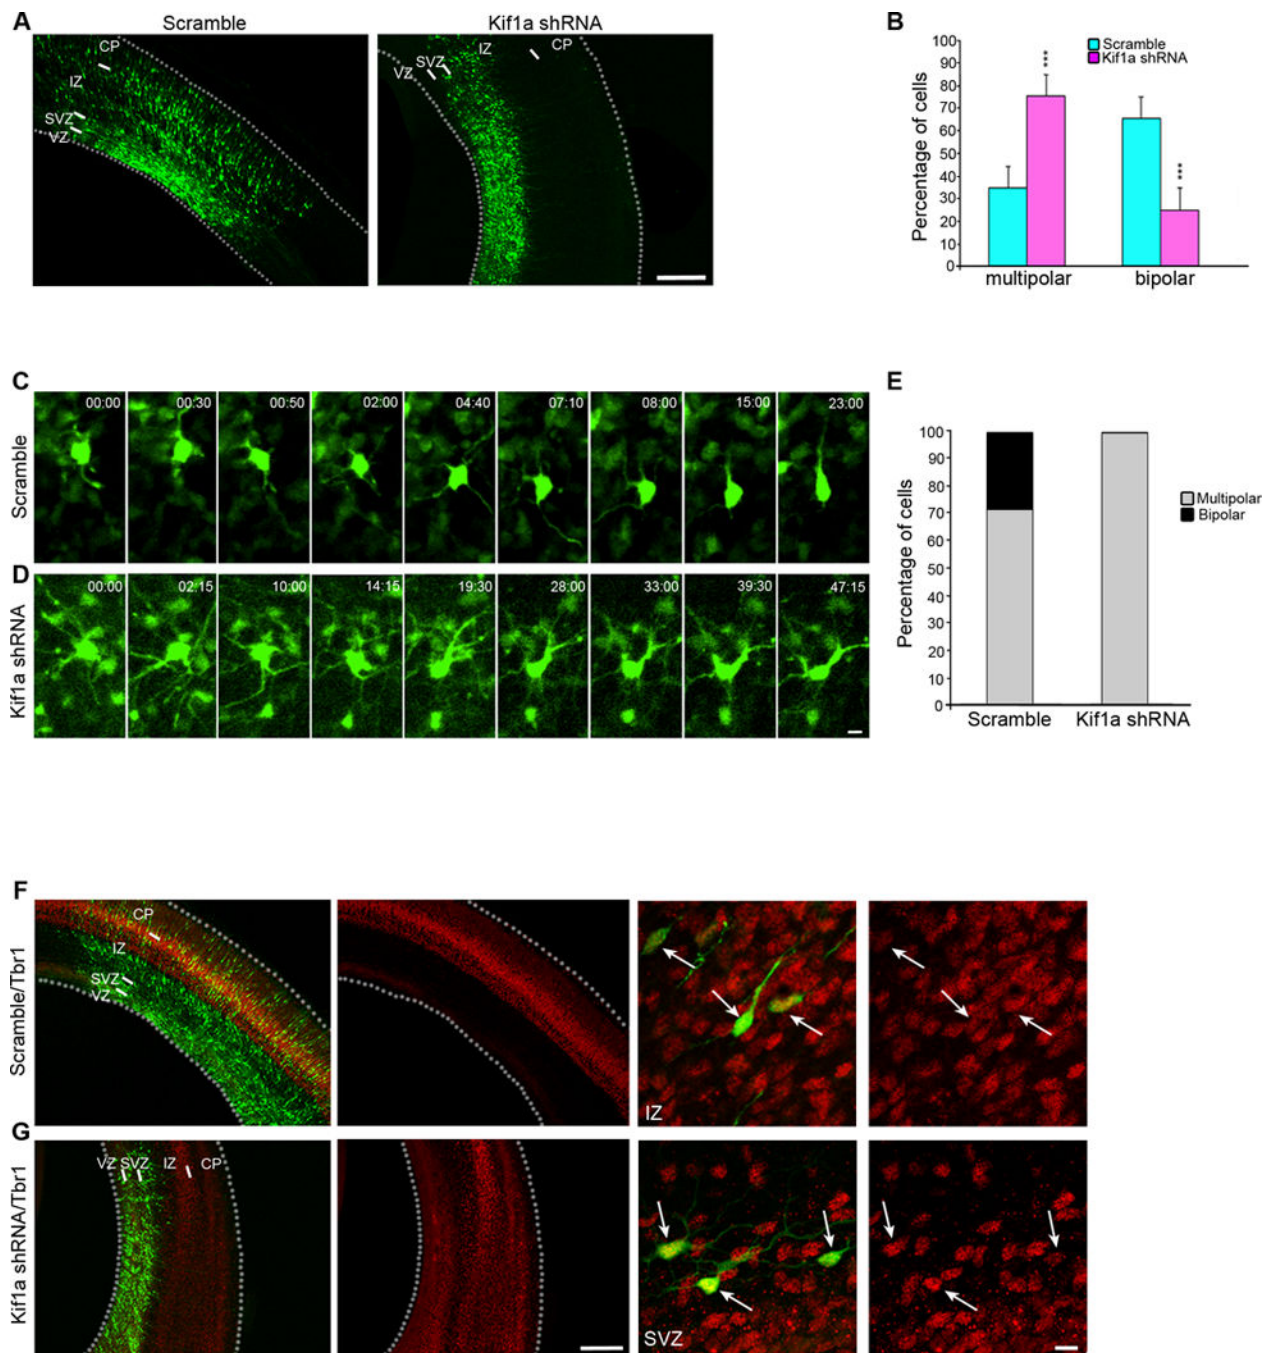 A
Scramble
Kif1a shRNA
CP
IZ
SVZ
VZ
VZ
SVZ
IZ
CP
B
Percentage of cells
100
90
80
70
60
50
40
30
20
10
0
***
***
Scramble
Kif1a shRNA
multipolar
bipolar
C
Scramble
00:00
00:30
00:50
02:00
04:40
07:10
08:00
15:00
23:00
D
Kif1a shRNA
00:00
02:15
10:00
14:15
19:30
28:00
33:00
39:30
47:15
E
Percentage of cells
100
90
80
70
60
50
40
30
20
10
0
Multipolar
Bipolar
Scramble
Kif1a shRNA
F
Scramble/Tbr1
CP
IZ
SVZ
VZ
IZ
G
Kif1a shRNA/Tbr1
VZ SVZ IZ CP
SVZ